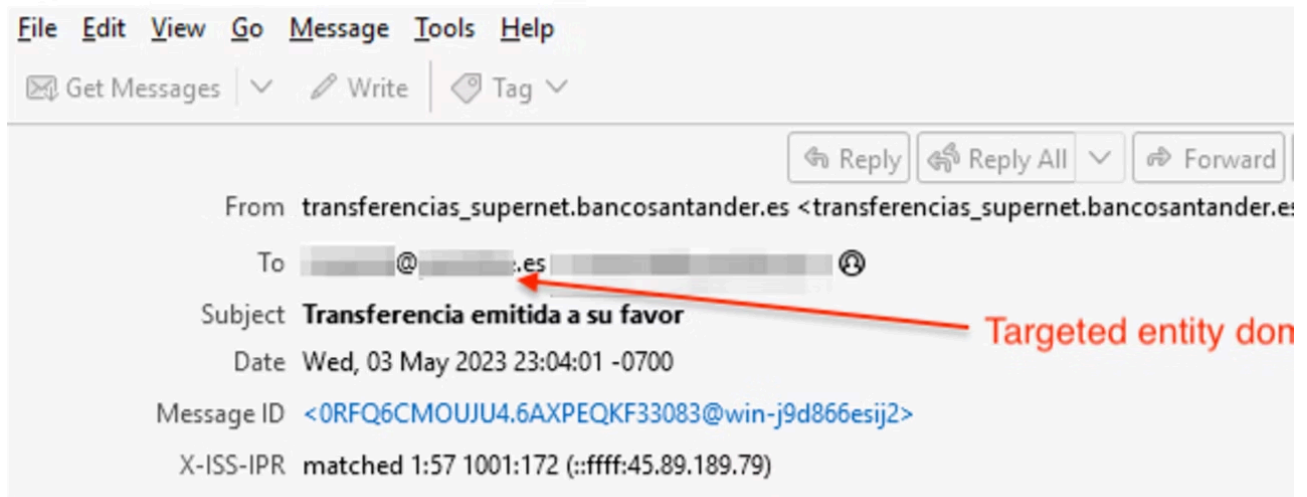 File Edit View Go Message Tools Help
Get Messages Write Tag
Reply Reply All Forward
From transferencias_supernet.bancosantander.es <transferencias_supernet.bancosantander.es
To @ .es
Subject Transferencia emitida a su favor
Targeted entity dom
Date Wed, 03 May 2023 23:04:01 -0700
Message ID <0RFQ6CMOUJU4.6AXPEQKF33083@win-j9d866esij2>
X-ISS-IPR matched 1:57 1001:172 (::ffff:45.89.189.79)